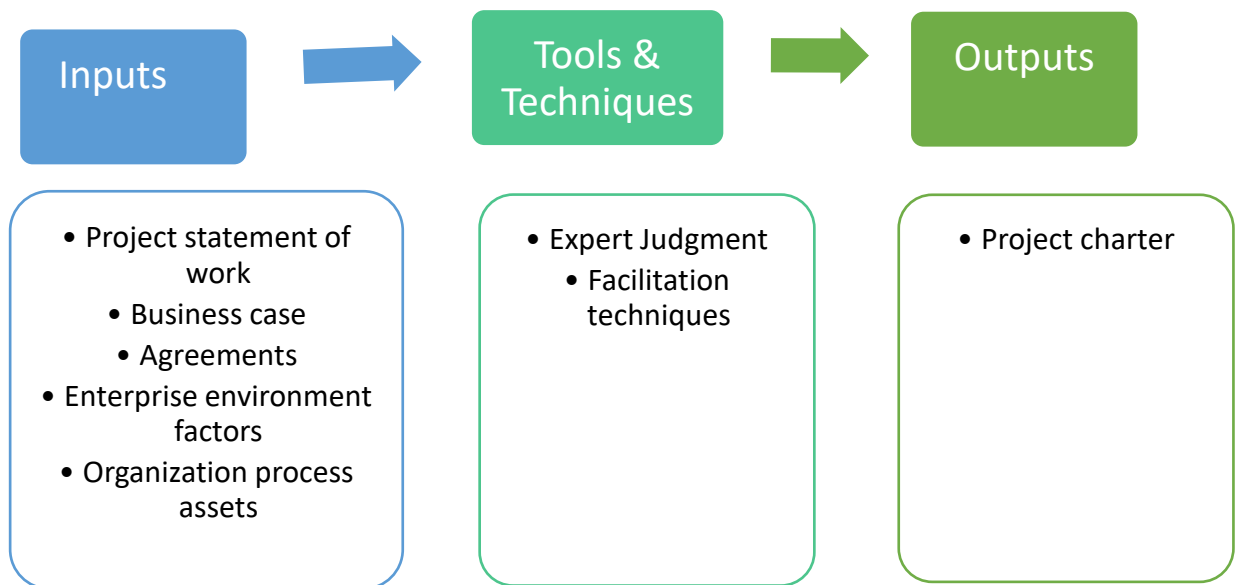 Inputs
Tools &
Techniques
Outputs
• Project statement of
work
• Business case
• Agreements
• Enterprise environment
factors
• Organization process
assets
• Expert Judgment
• Facilitation
techniques
• Project charter